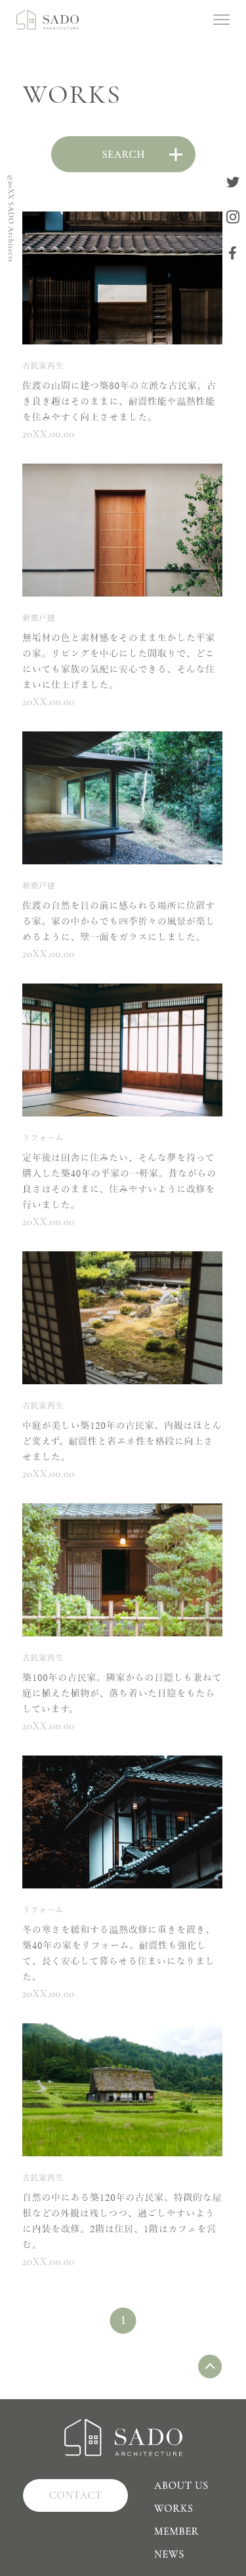 SADO
ARCHITECTURE
WORKS
SEARCH
@20XX SADO Architects
古民家再生
佐渡の山間に建つ築80年の立派な古民家。古
き良き趣はそのままに、耐震性能や温熱性能
を住みやすく向上させました。
20XX.00.00
新築戸建
無垢材の色と素材感をそのまま生かした平家
の家。リビングを中心にした間取りで、どこ
にいても家族の気配に安心できる、そんな住
まいに仕上げました。
20XX.00.00
新築戸建
佐渡の自然を目の前に感られる場所に位置す
る家。家の中からでも四季折々の風景が楽し
めるように、壁一面をガラスにしました。
20XX.00.00
リフォーム
定年後は田舎に住みたい、そんな夢を持って
購入した築40年の平家の一軒家。昔ながらの
良さはそのままに、住みやすいように改修を
行いました。
20XX.00.00
古民家再生
中庭が美しい築120年の古民家。内観はほとん
ど変えず、耐震性と省エネ性を格段に向上さ
せました。
20XX.00.00
古民家再生
築100年の古民家。隣家からの目隠しも兼ねて
庭に植えた植物が、落ち着いた日陰をもたら
しています。
20XX.00.00
リフォーム
冬の寒さを緩和する温熱改修に重きを置き、
築40年の家をリフォーム。耐震性も強化し
て、長く安心して暮らせる住まいになりまし
た。
20XX.00.00
古民家再生
自然の中にある築120年の古民家。特徴的な屋
根などの外観は残しつつ、過ごしやすいよう
に内装を改修。2階は住居、1階はカフェを営
む。
20XX.00.00
1
SADO
ARCHITECTURE
CONTACT
ABOUT US
WORKS
MEMBER
NEWS